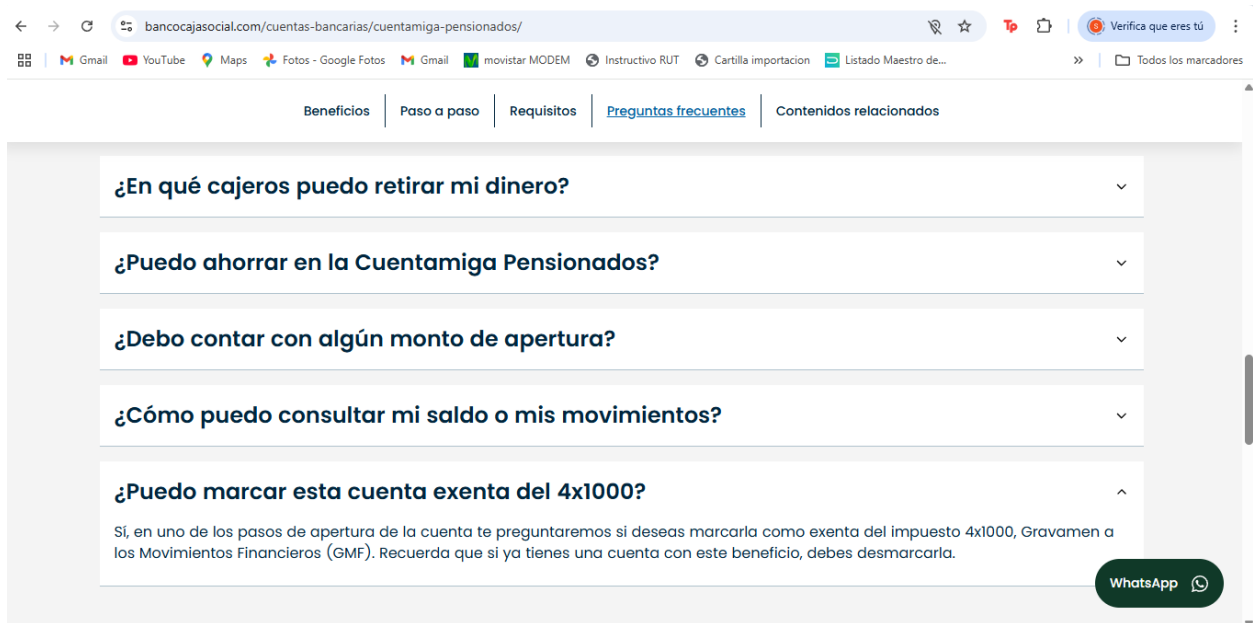 bancocajasocial.com/cuentas-bancarias/cuentamiga-pensionados/
Tp
S
Verifica que eres tú
Gmail
YouTube
Maps
Fotos - Google Fotos
Gmail
movistar MODEM
Instructivo RUT
Cartilla importacion
Listado Maestro de...
»
Todos los marcadores
Beneficios
Paso a paso
Requisitos
Preguntas frecuentes
Contenidos relacionados
¿En qué cajeros puedo retirar mi dinero?
¿Puedo ahorrar en la Cuentamiga Pensionados?
¿Debo contar con algún monto de apertura?
¿Cómo puedo consultar mi saldo o mis movimientos?
¿Puedo marcar esta cuenta exenta del 4x1000?
Sí, en uno de los pasos de apertura de la cuenta te preguntaremos si deseas marcarla como exenta del impuesto 4x1000, Gravamen a
los Movimientos Financieros (GMF). Recuerda que si ya tienes una cuenta con este beneficio, debes desmarcarla.
WhatsApp